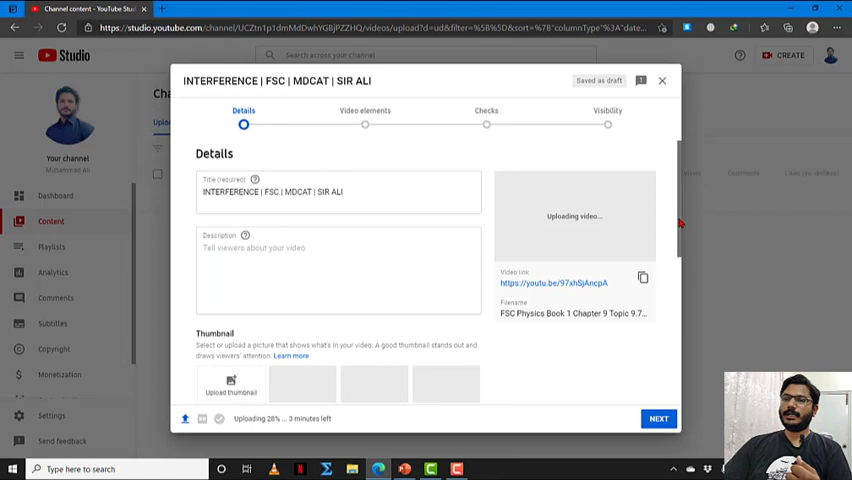 Channel content - YouTube Stud
https://studio.youtube.com/channel/UCZtn1p1dmMdDwhYGBjPZZHQ/videos/upload?d=ud&filter=%5B%5D&sort=%7B"columnType"%3A"date...
Studio
Search across your channel
CREATE
INTERFERENCE | FSC | MDCAT | SIR ALI
Saved as draft
Details
Video elements
Checks
Visibility
Your channel
Muhammad Ali
Dashboard
Content
Playlists
Analytics
Comments
Subtitles
Copyright
Monetization
Settings
Send feedback
Details
Title (required)
INTERFERENCE | FSC | MDCAT | SIR ALI
Description
Tell viewers about your video
Thumbnail
Select or upload a picture that shows what's in your video. A good thumbnail stands out and
draws viewers' attention. Learn more
Upload thumbnail
Uploading video...
Video link
https://youtu.be/97xhSjAncpA
Filename
FSC Physics Book 1 Chapter 9 Topic 9.7...
Uploading 28% ... 3 minutes left
NEXT
Type here to search